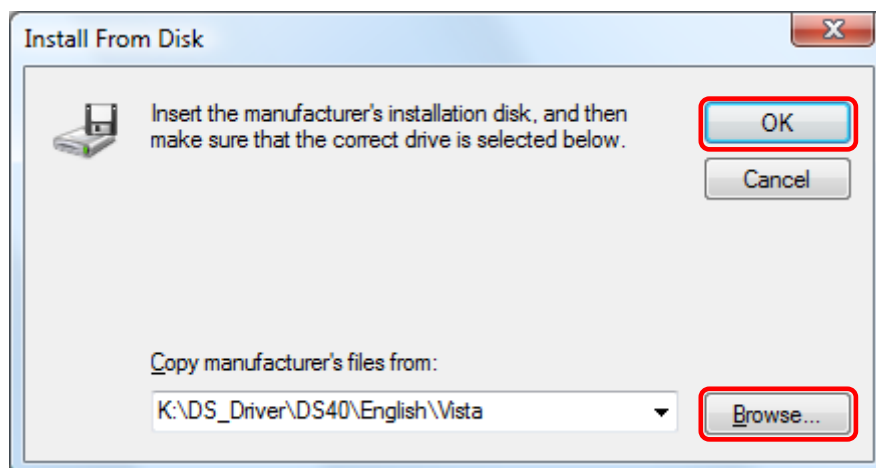 Install From Disk
Insert the manufacturer's installation disk, and then
make sure that the correct drive is selected below.
OK
Cancel
Copy manufacturer's files from:
K:\DS_Driver\DS40\English\Vista
Browse...